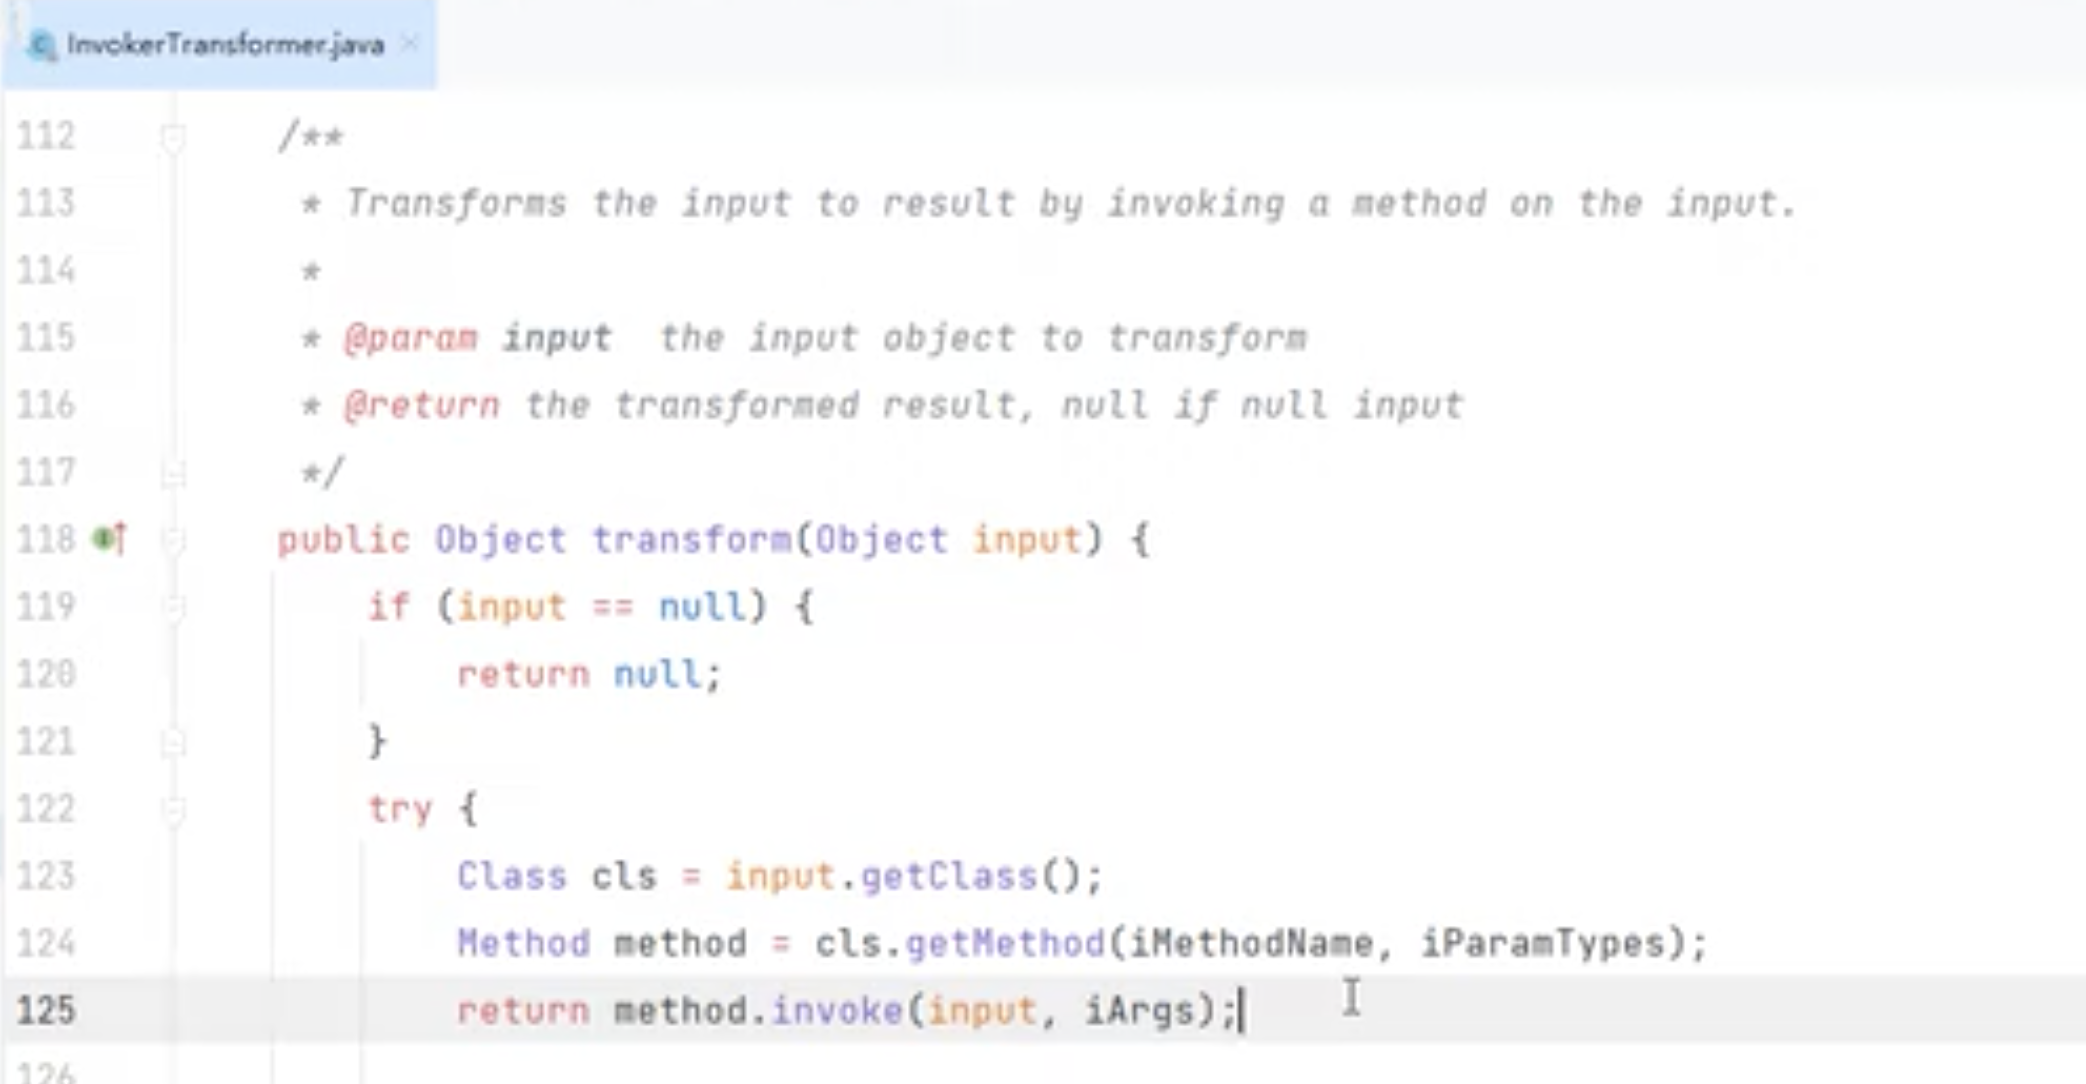 InvokerTransformer.java
112 /**
113 * Transforms the input to result by invoking a method on the input.
114 *
115 * @param input  the input object to transform
116 * @return the transformed result, null if null input
117 */
118 public Object transform(Object input) {
119 if (input == null) {
120 return null;
121 }
122 try {
123 Class cls = input.getClass();
124 Method method = cls.getMethod(iMethodName, iParamTypes);
125 return method.invoke(input, iArgs);
126